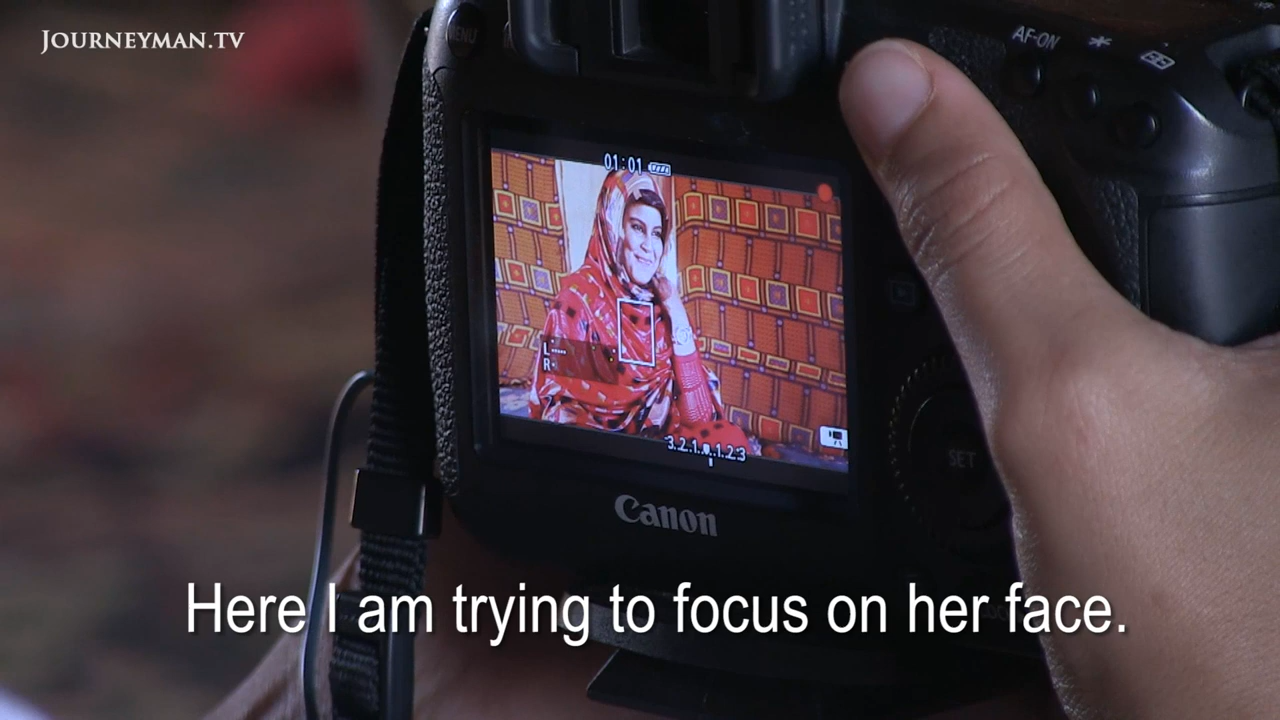 JOURNEYMAN.TV
MENU
AF-ON
01:01
L
R
3..2..1...1..2..3
SET
Canon
Here I am trying to focus on her face.